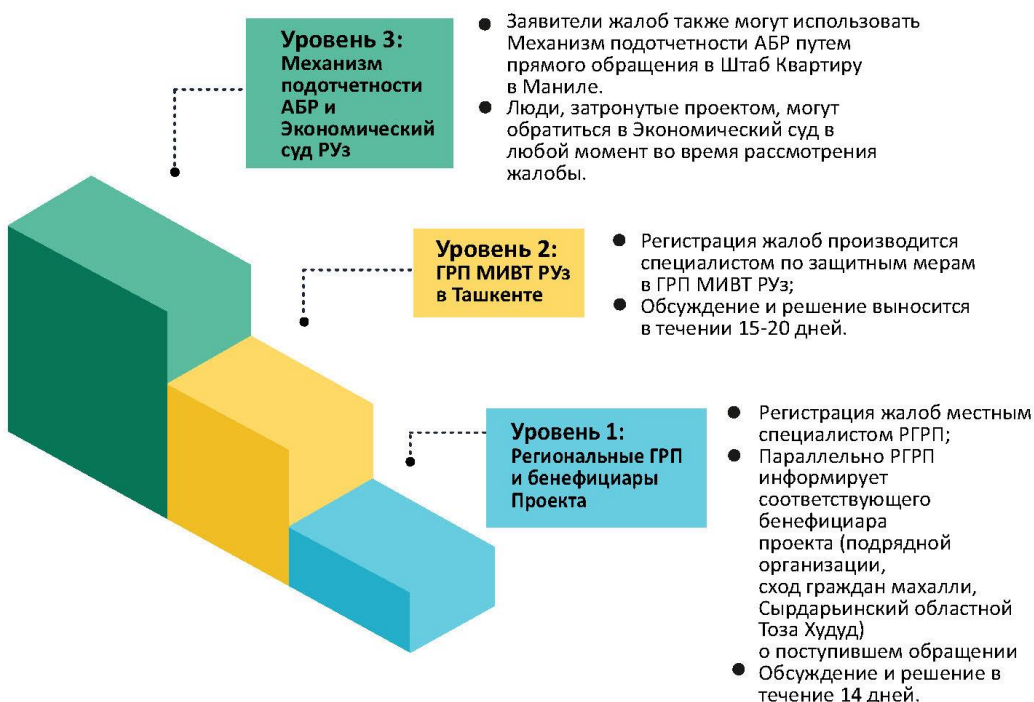 Уровень 3:
Механизм
подотчетности
АБР и
Экономический
суд РУз
Заявители жалоб также могут использовать
Механизм подотчетности АБР путем
прямого обращения в Штаб Квартиру
в Маниле.
Люди, затронутые проектом, могут
обратиться в Экономический суд в
любой момент во время рассмотрения
жалобы.
Уровень 2:
ГРП МИВТ РУз
в Ташкенте
Регистрация жалоб производится
специалистом по защитным мерам
в ГРП МИВТ РУз;
Обсуждение и решение выносится
в течении 15-20 дней.
Уровень 1:
Региональные ГРП
и бенефициары
Проекта
Регистрация жалоб местным
специалистом РГРП;
Параллельно РГРП
информирует
соответствующего
бенефициара
проекта (подрядной
организации,
сход граждан махалли,
Сырдарьинский областной
Тоза Худуд)
о поступившем обращении
Обсуждение и решение в
течение 14 дней.